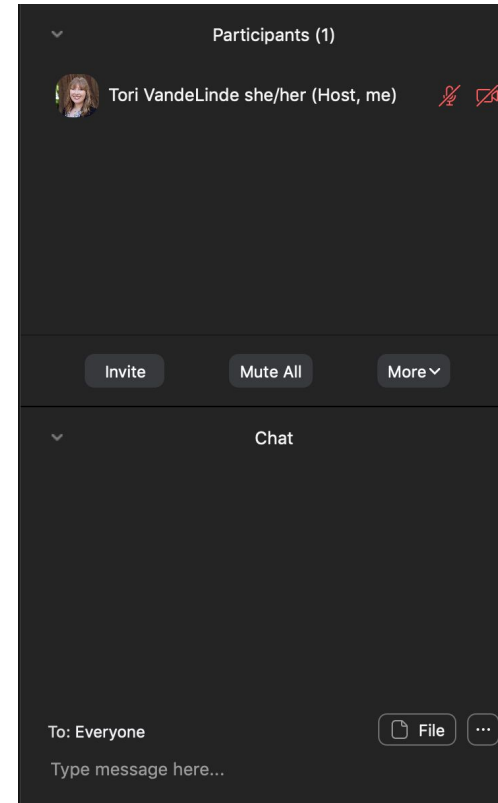 Participants (1)
Tori VandeLinde she/her (Host, me)
Invite Mute All More
Chat
To: Everyone File ...
Type message here...